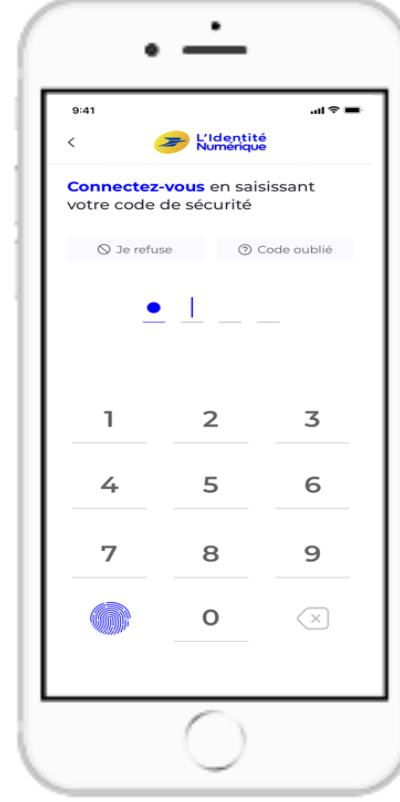 9:41
L'Identité
Numérique
Connectez-vous en saisissant
votre code de sécurité
Je refuse
Code oublié
1 2 3
4 5 6
7 8 9
0